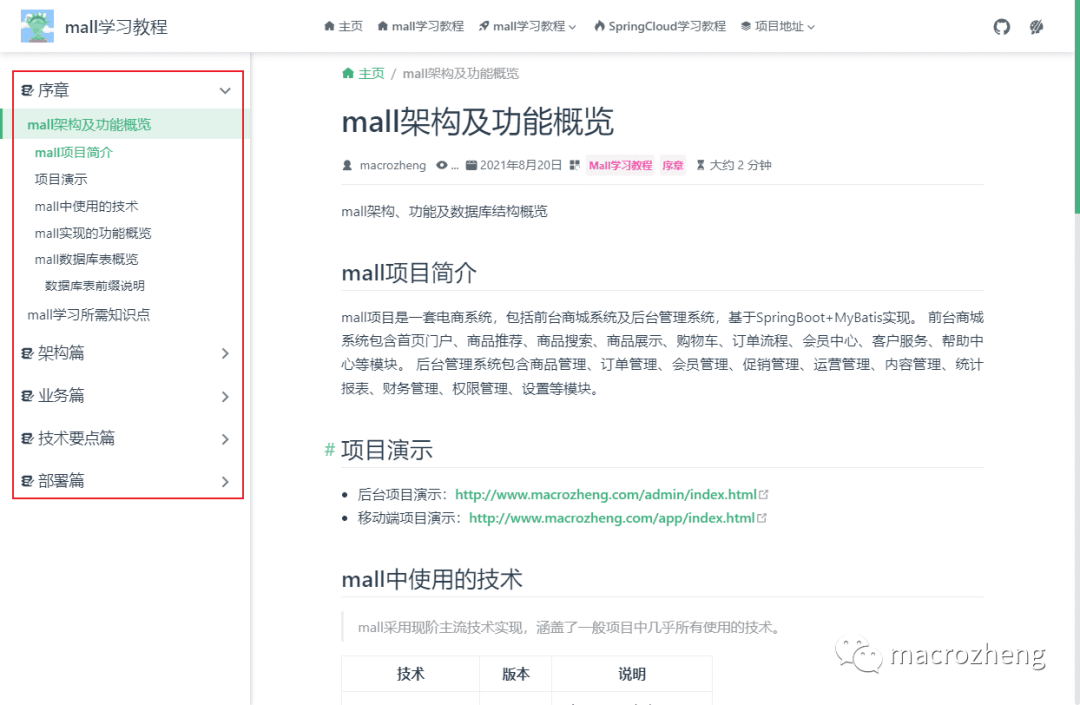 mall学习教程
主页 mall学习教程 mall学习教程 SpringCloud学习教程 项目地址
序章
mall架构及功能概览
mall项目简介
项目演示
mall中使用的技术
mall实现的功能概览
mall数据库表概览
数据库表前缀说明
mall学习所需知识点
架构篇
业务篇
技术要点篇
部署篇
主页 / mall架构及功能概览
mall架构及功能概览
macrozheng ... 2021年8月20日 Mall学习教程 序章 大约 2 分钟
mall架构、功能及数据库结构概览
mall项目简介
mall项目是一套电商系统，包括前台商城系统及后台管理系统，基于SpringBoot+MyBatis实现。 前台商城
系统包含首页门户、商品推荐、商品搜索、商品展示、购物车、订单流程、会员中心、客户服务、帮助中
心等模块。 后台管理系统包含商品管理、订单管理、会员管理、促销管理、运营管理、内容管理、统计
报表、财务管理、权限管理、设置等模块。
# 项目演示
• 后台项目演示：http://www.macrozheng.com/admin/index.html
• 移动端项目演示：http://www.macrozheng.com/app/index.html
mall中使用的技术
mall采用现阶主流技术实现，涵盖了一般项目中几乎所有使用的技术。
技术 版本 说明
macrozheng